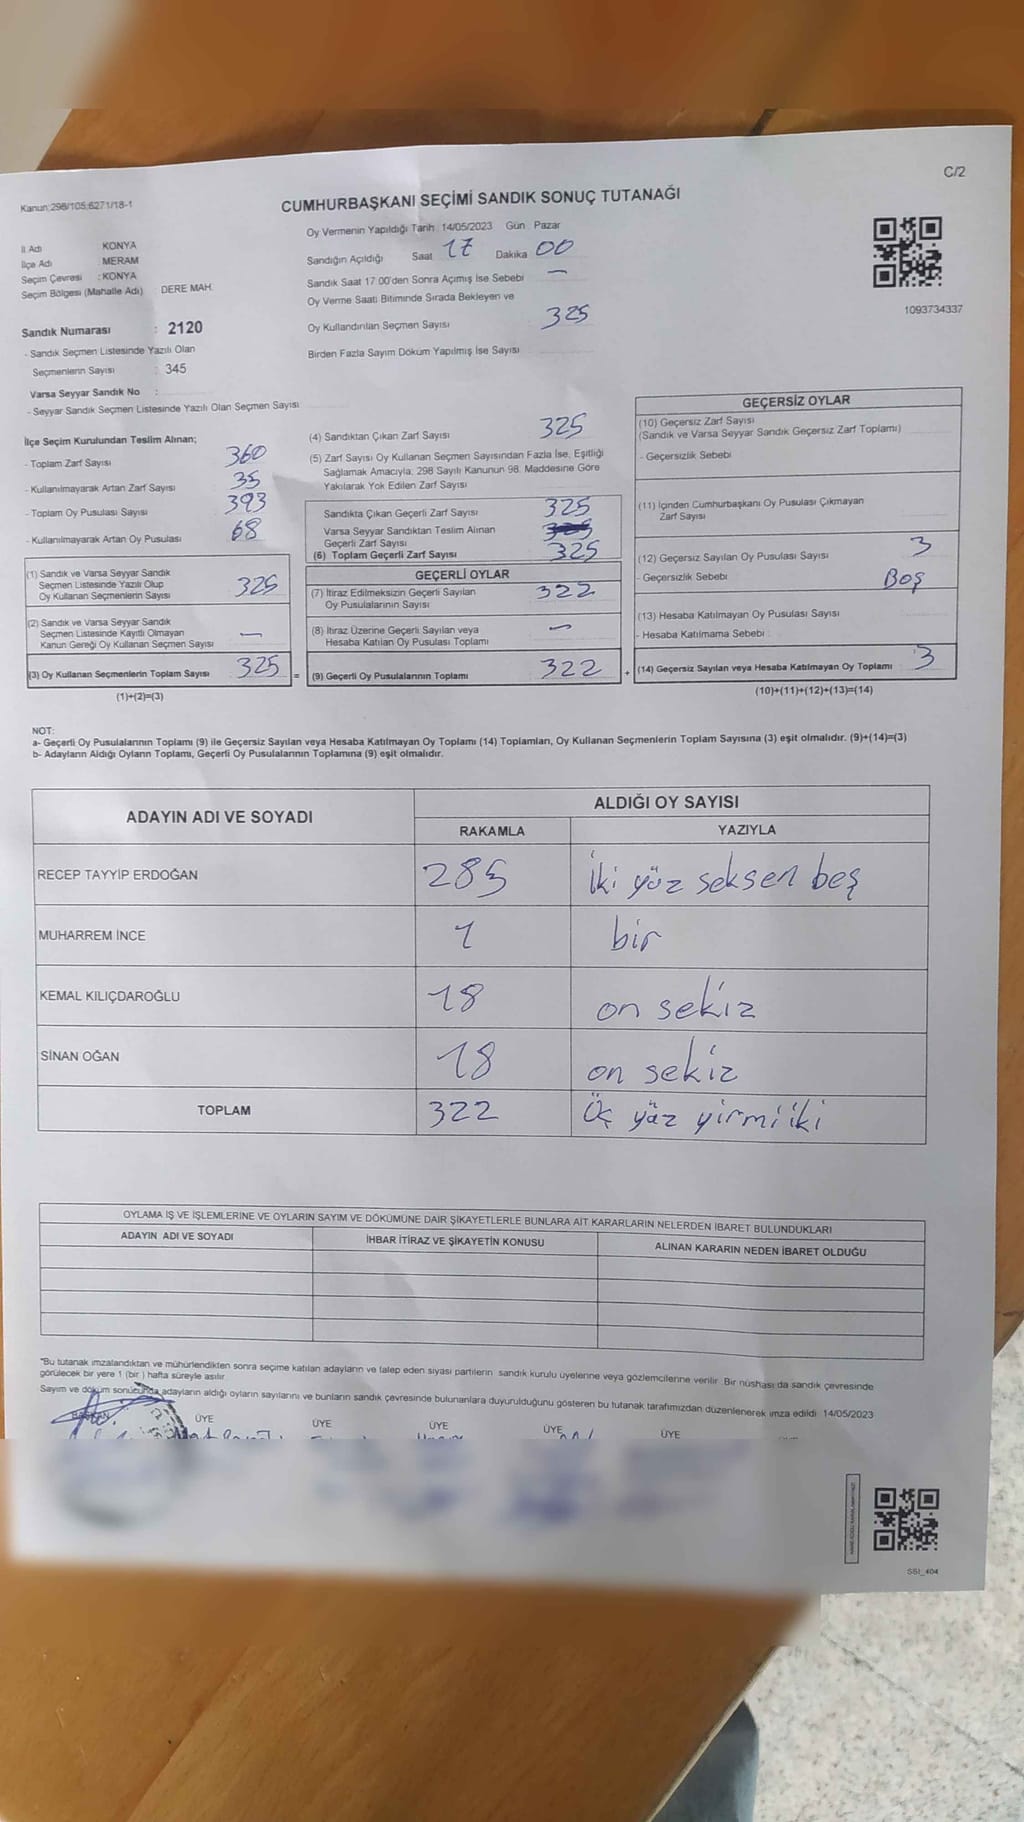 C/2
Kanun:298/105;6271/18-1
CUMHURBAŞKANI SEÇİMİ SANDIK SONUÇ TUTANAĞI
İl Adı KONYA
İlçe Adı MERAM
Seçim Çevresi : KONYA
Seçim Bölgesi (Mahalle Adı) DERE MAH.
Sandık Numarası : 2120
- Sandık Seçmen Listesinde Yazılı Olan
Seçmenlerin Sayısı : 345
Varsa Seyyar Sandık No :
- Seyyar Sandık Seçmen Listesinde Yazılı Olan Seçmen Sayısı
Oy Vermenin Yapıldığı Tarih 14/05/2023 Gün Pazar
Sandığın Açıldığı Saat 17 Dakika 00
Sandık Saat 17:00'den Sonra Açımış İse Sebebi —
Oy Verme Saati Bitiminde Sırada Bekleyen ve
Oy Kullandırılan Seçmen Sayısı 325
Birden Fazla Sayım Döküm Yapılmış İse Sayısı
1093734337
İlçe Seçim Kurulundan Teslim Alınan;
- Toplam Zarf Sayısı 360
- Kullanılmayarak Artan Zarf Sayısı 35
- Toplam Oy Pusulası Sayısı 393
- Kullanılmayarak Artan Oy Pusulası 68
(1) Sandık ve Varsa Seyyar Sandık
Seçmen Listesinde Yazılı Olup
Oy Kullanan Seçmenlerin Sayısı 325
(2) Sandık ve Varsa Seyyar Sandık
Seçmen Listesinde Kayıtlı Olmayan
Kanun Gereği Oy Kullanan Seçmen Sayısı —
(3) Oy Kullanan Seçmenlerin Toplam Sayısı 325
(1)+(2)=(3)
(4) Sandıktan Çıkan Zarf Sayısı 325
(5) Zarf Sayısı Oy Kullanan Seçmen Sayısından Fazla İse, Eşitliği
Sağlamak Amacıyla; 298 Sayılı Kanunun 98. Maddesine Göre
Yakılarak Yok Edilen Zarf Sayısı
Sandıkta Çıkan Geçerli Zarf Sayısı 325
Varsa Seyyar Sandıktan Teslim Alınan
Geçerli Zarf Sayısı
(6) Toplam Geçerli Zarf Sayısı 325
GEÇERLİ OYLAR
(7) İtiraz Edilmeksizin Geçerli Sayılan
Oy Pusulalarının Sayısı 322
(8) İtiraz Üzerine Geçerli Sayılan veya
Hesaba Katılan Oy Pusulası Toplamı —
= (9) Geçerli Oy Pusulalarının Toplamı 322 +
GEÇERSİZ OYLAR
(10) Geçersiz Zarf Sayısı
(Sandık ve Varsa Seyyar Sandık Geçersiz Zarf Toplamı)
- Geçersizlik Sebebi
(11) İçinden Cumhurbaşkanı Oy Pusulası Çıkmayan
Zarf Sayısı
(12) Geçersiz Sayılan Oy Pusulası Sayısı 3
- Geçersizlik Sebebi Boş
(13) Hesaba Katılmayan Oy Pusulası Sayısı
- Hesaba Katılmama Sebebi
(14) Geçersiz Sayılan veya Hesaba Katılmayan Oy Toplamı 3
(10)+(11)+(12)+(13)=(14)
NOT:
a- Geçerli Oy Pusulalarının Toplamı (9) ile Geçersiz Sayılan veya Hesaba Katılmayan Oy Toplamı (14) Toplamları, Oy Kullanan Seçmenlerin Toplam Sayısına (3) eşit olmalıdır. (9)+(14)=(3)
b- Adayların Aldığı Oyların Toplamı, Geçerli Oy Pusulalarının Toplamına (9) eşit olmalıdır.
ADAYIN ADI VE SOYADI ALDIĞI OY SAYISI
RAKAMLA YAZIYLA
RECEP TAYYİP ERDOĞAN 285 İki yüz seksen beş
MUHARREM İNCE 1 bir
KEMAL KILIÇDAROĞLU 18 on sekiz
SİNAN OĞAN 18 on sekiz
TOPLAM 322 Üç yüz yirmi iki
OYLAMA İŞ VE İŞLEMLERİNE VE OYLARIN SAYIM VE DÖKÜMÜNE DAİR ŞİKAYETLERLE BUNLARA AİT KARARLARIN NELERDEN İBARET BULUNDUKLARI
ADAYIN ADI VE SOYADI İHBAR İTİRAZ VE ŞİKAYETİN KONUSU ALINAN KARARIN NEDEN İBARET OLDUĞU
*Bu tutanak imzalandıktan ve mühürlendikten sonra seçime katılan adayların ve talep eden siyasi partilerin sandık kurulu üyelerine veya gözlemcilerine verilir. Bir nüshası da sandık çevresinde
görülecek bir yere 1 (bir ) hafta süreyle asılır.
Sayım ve döküm sonucunda adayların aldığı oyların sayılarını ve bunların sandık çevresinde bulunanlara duyurulduğunu gösteren bu tutanak tarafımızdan düzenlenerek imza edildi 14/05/2023
BAŞKAN ÜYE ÜYE ÜYE ÜYE ÜYE
SSI_404